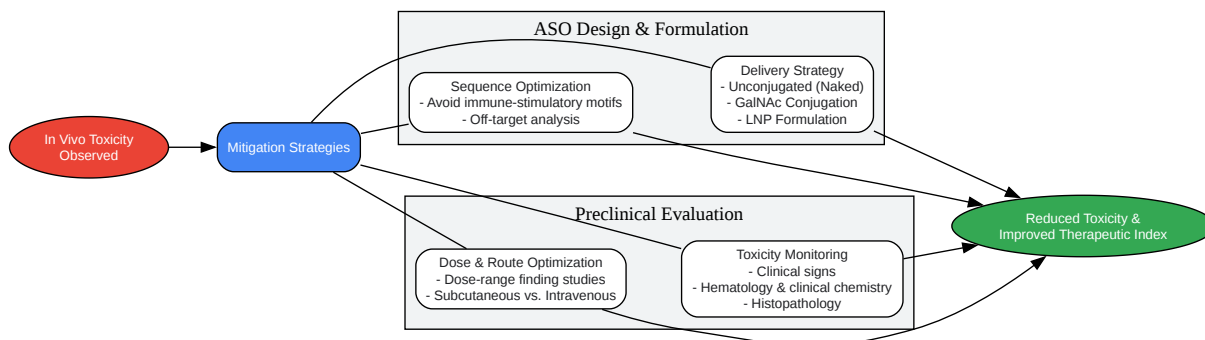 In Vivo Toxicity
Observed
Mitigation Strategies
ASO Design & Formulation
Sequence Optimization
- Avoid immune-stimulatory motifs
- Off-target analysis
Delivery Strategy
- Unconjugated (Naked)
- GalNAc Conjugation
- LNP Formulation
Preclinical Evaluation
Dose & Route Optimization
- Dose-range finding studies
- Subcutaneous vs. Intravenous
Toxicity Monitoring
- Clinical signs
- Hematology & clinical chemistry
- Histopathology
Reduced Toxicity &
Improved Therapeutic Index